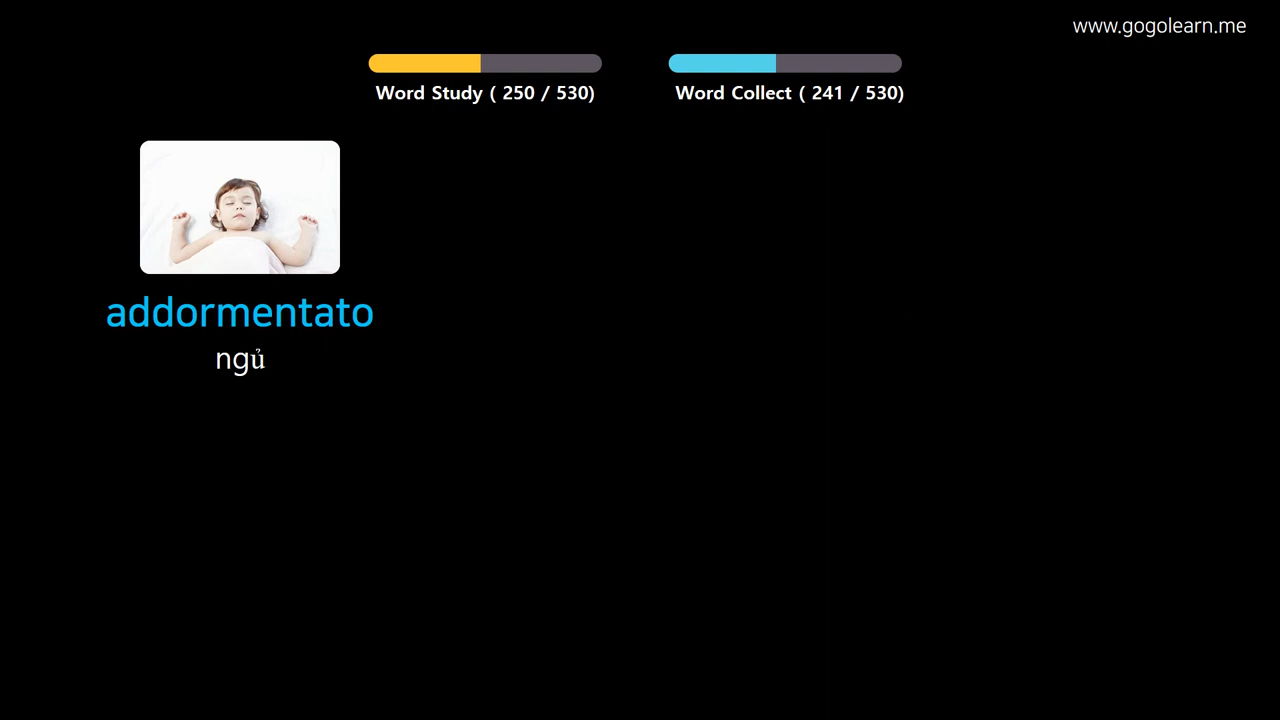 www.gogolearn.me
Word Study ( 250 / 530)
Word Collect ( 241 / 530)
addormentato
ngủ